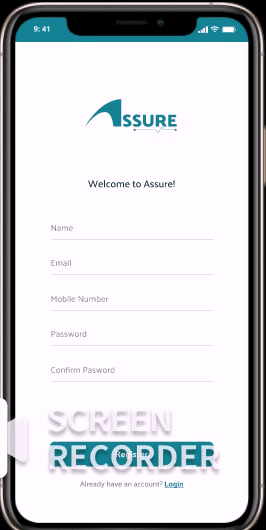 9: 41
ASSURE
Welcome to Assure!
Name
Email
Mobile Number
Password
Confirm Pasword
SCREEN
Register
RECORDER
Already have an account? Login